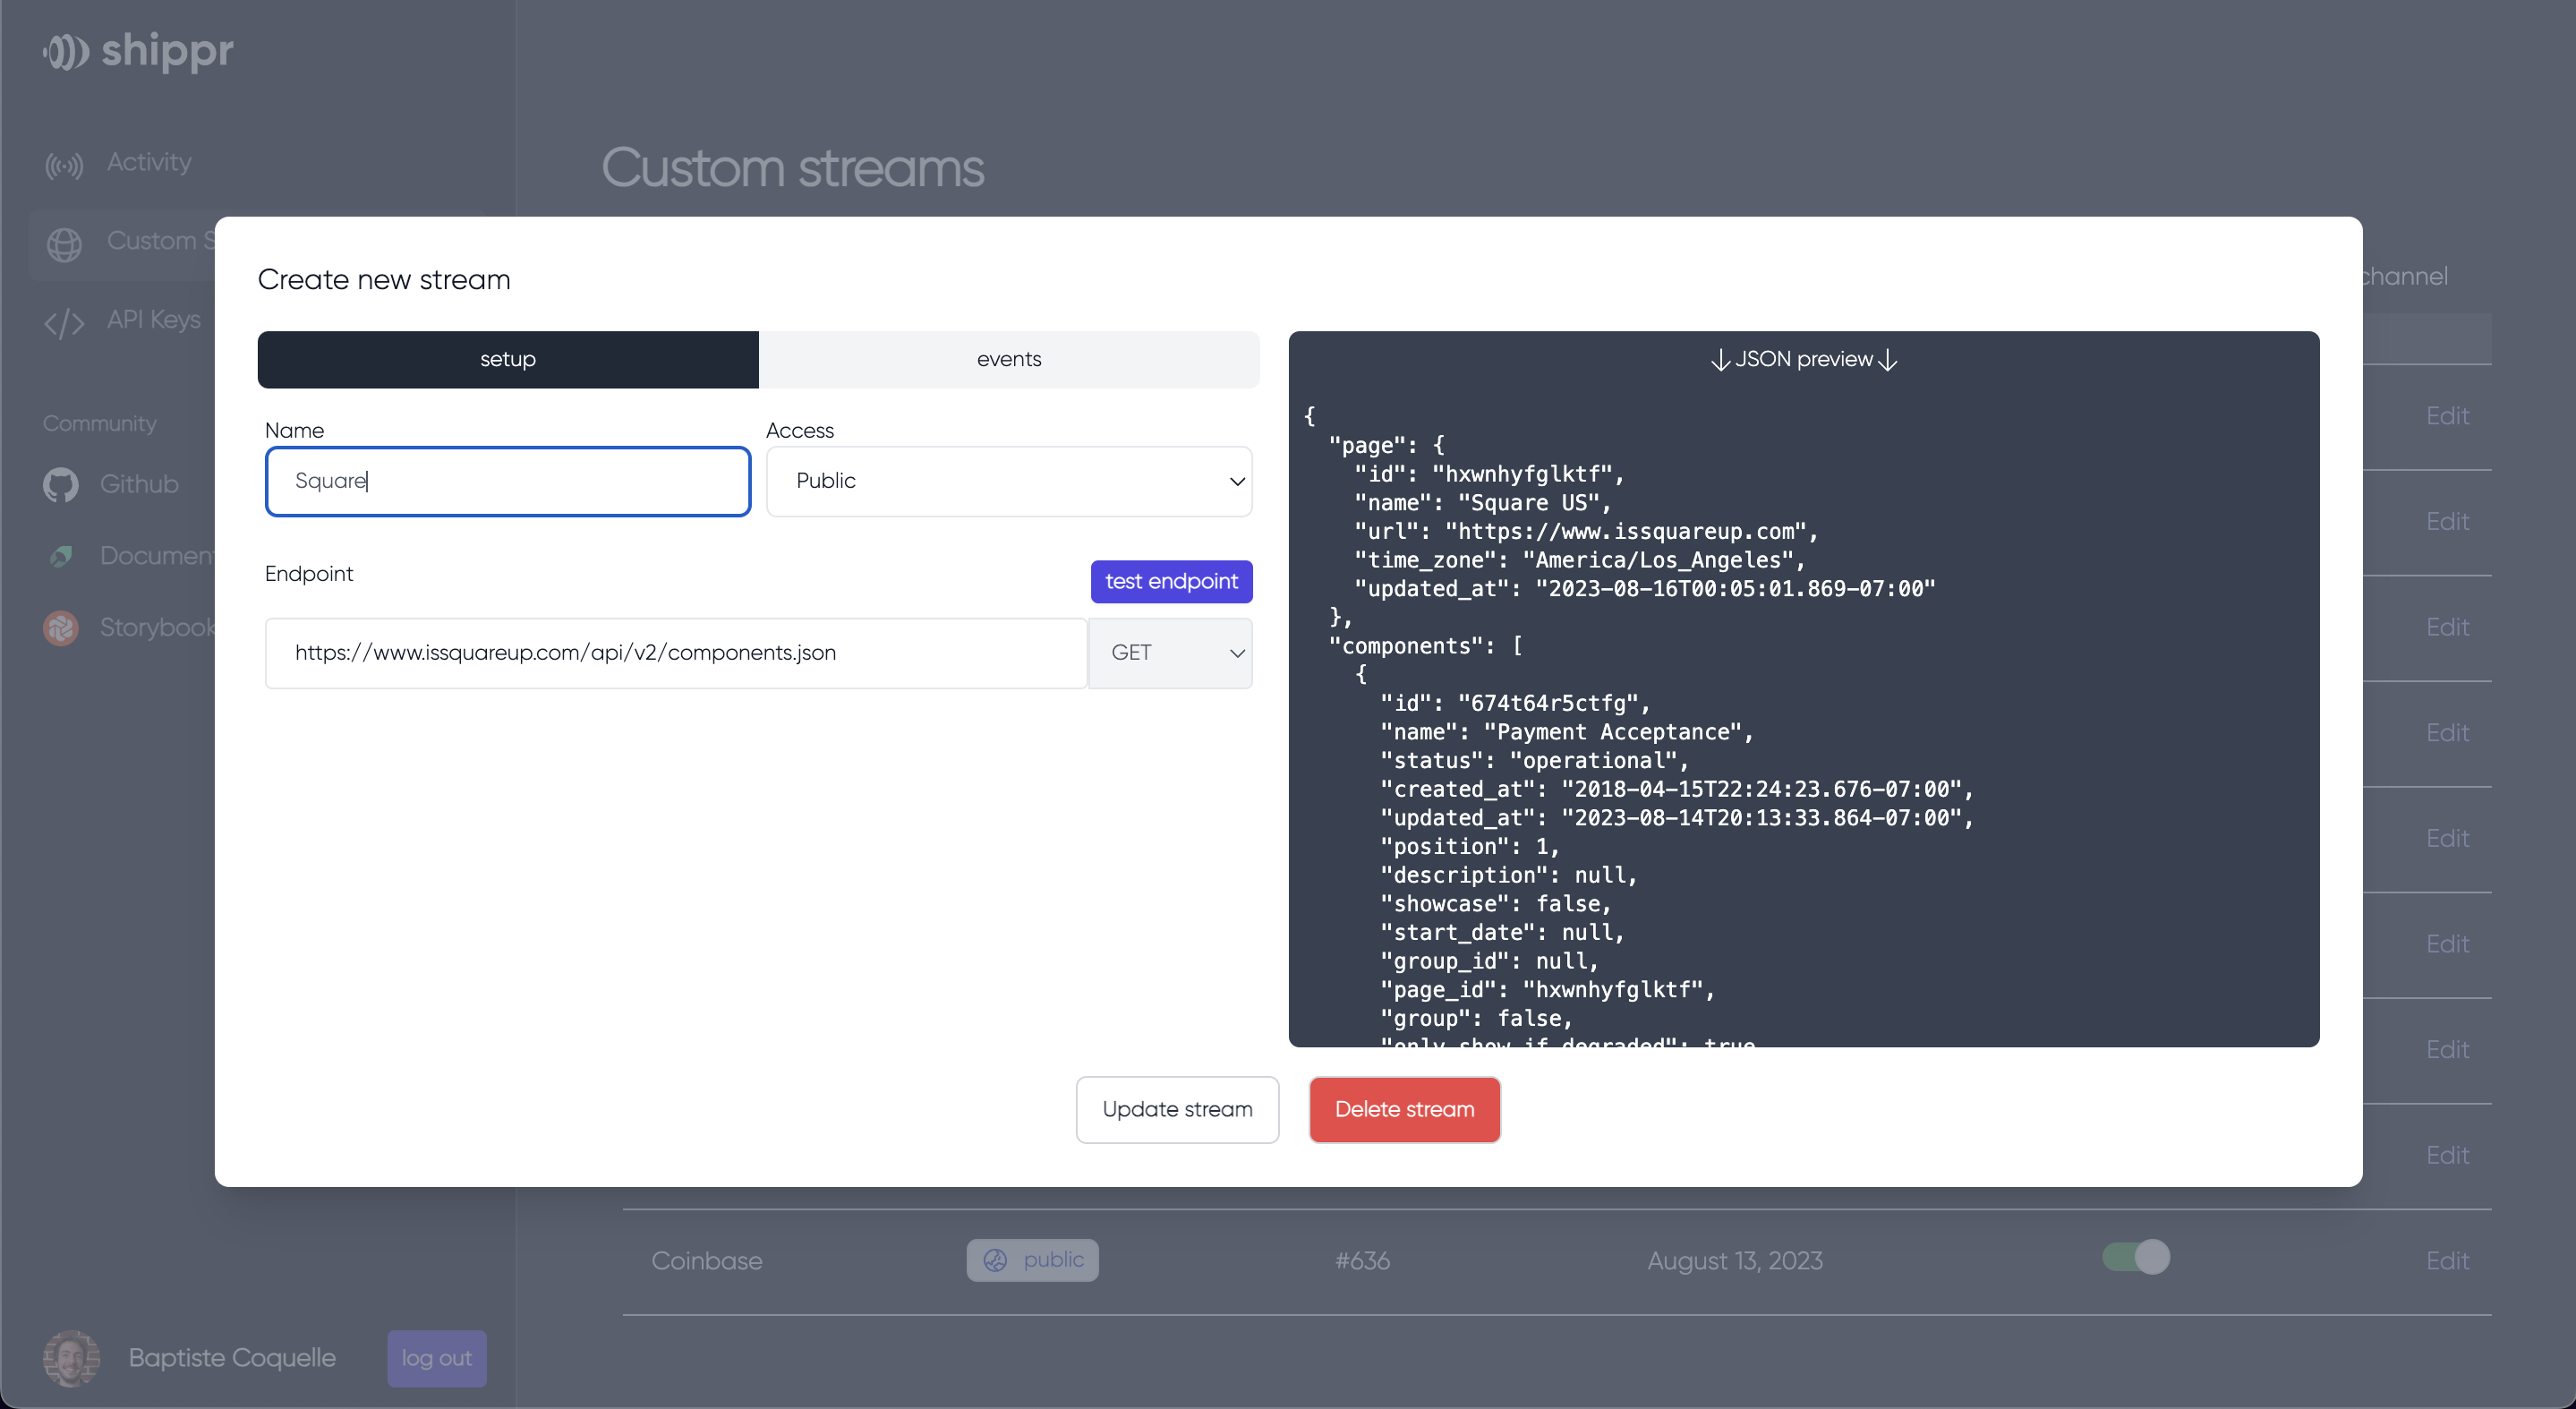 shippr
Activity
Custom S
API Keys
Community
Github
Document
Storybook
Baptiste Coquelle
log out
Custom streams
channel
Edit
Edit
Edit
Edit
Edit
Edit
Edit
Edit
Coinbase
public
#636
August 13, 2023
Edit
Create new stream
setup
events
Name
Access
Square
Public
Endpoint
test endpoint
https://www.issquareup.com/api/v2/components.json
GET
↓JSON preview↓
{
"page": {
"id": "hxwnhyfglktf",
"name": "Square US",
"url": "https://www.issquareup.com",
"time_zone": "America/Los_Angeles",
"updated_at": "2023-08-16T00:05:01.869-07:00"
},
"components": [
{
"id": "674t64r5ctfg",
"name": "Payment Acceptance",
"status": "operational",
"created_at": "2018-04-15T22:24:23.676-07:00",
"updated_at": "2023-08-14T20:13:33.864-07:00",
"position": 1,
"description": null,
"showcase": false,
"start_date": null,
"group_id": null,
"page_id": "hxwnhyfglktf",
"group": false,
"only_show_if_degraded": true
Update stream
Delete stream